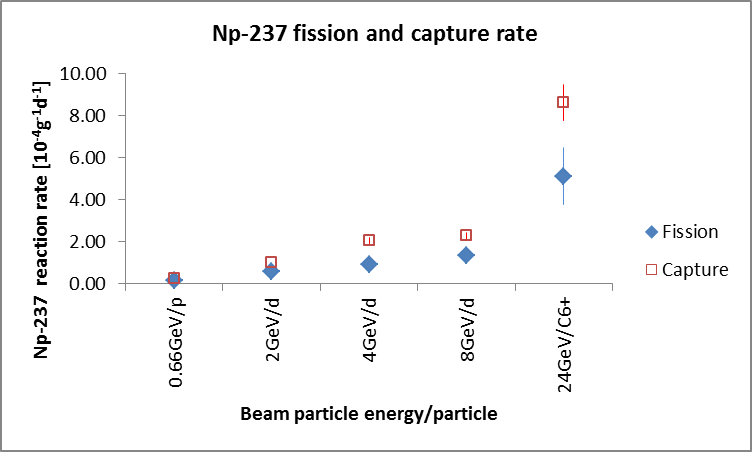 Np-237 fission and capture rate
Np-237 reaction rate [10⁻⁴g⁻¹d⁻¹]
10.00
8.00
6.00
4.00
2.00
0.00
0.66GeV/p
2GeV/d
4GeV/d
8GeV/d
24GeV/C6+
Beam particle energy/particle
Fission
Capture